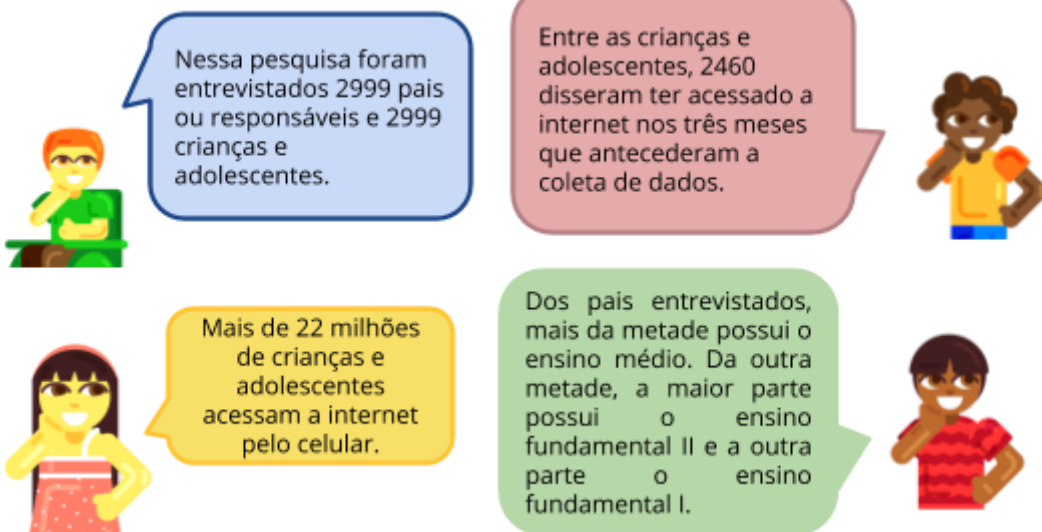 Nessa pesquisa foram
entrevistados 2999 pais
ou responsáveis e 2999
crianças e
adolescentes.
Entre as crianças e
adolescentes, 2460
disseram ter acessado a
internet nos três meses
que antecederam a
coleta de dados.
Mais de 22 milhões
de crianças e
adolescentes
acessam a internet
pelo celular.
Dos pais entrevistados,
mais da metade possui o
ensino médio. Da outra
metade, a maior parte
possui o ensino
fundamental II e a outra
parte o ensino
fundamental I.